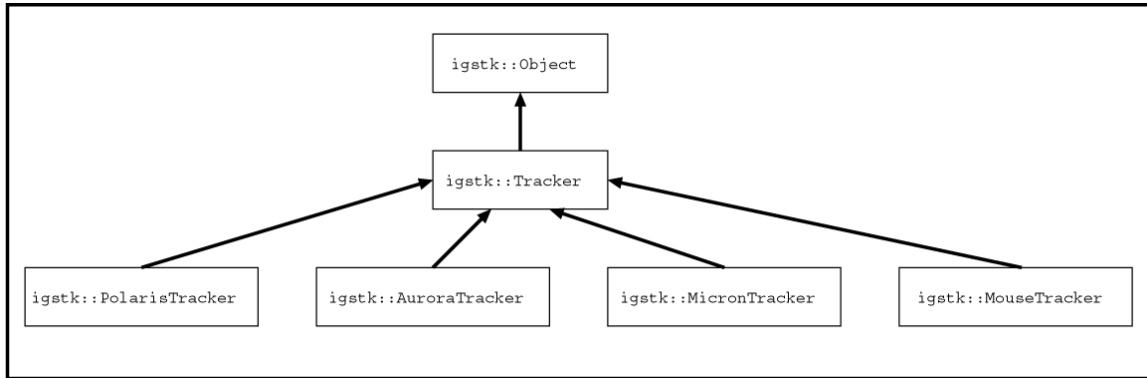 igstk::Object
igstk::Tracker
igstk::PolarisTracker
igstk::AuroraTracker
igstk::MicronTracker
igstk::MouseTracker